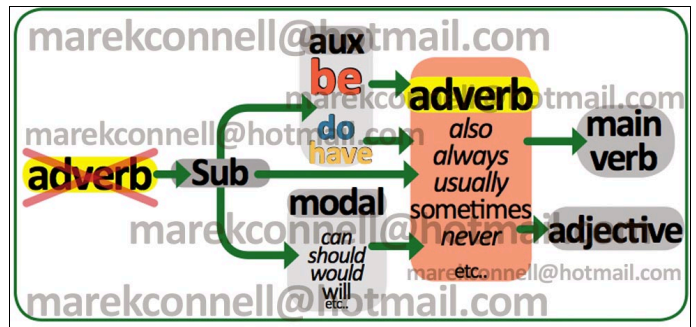 marekconnell@hotmail.com
aux
be
do
have
marekconnell@hotmail.com
adverb
also
always
usually
sometimes
never
etc..
main
verb
adjective
marekconnell@hotmail.com
adverb
Sub
modal
can
should
would
will
etc..
marekconnell@hotmail.com
marekconnell@hotmail.com
marekconnell@hotmail.com